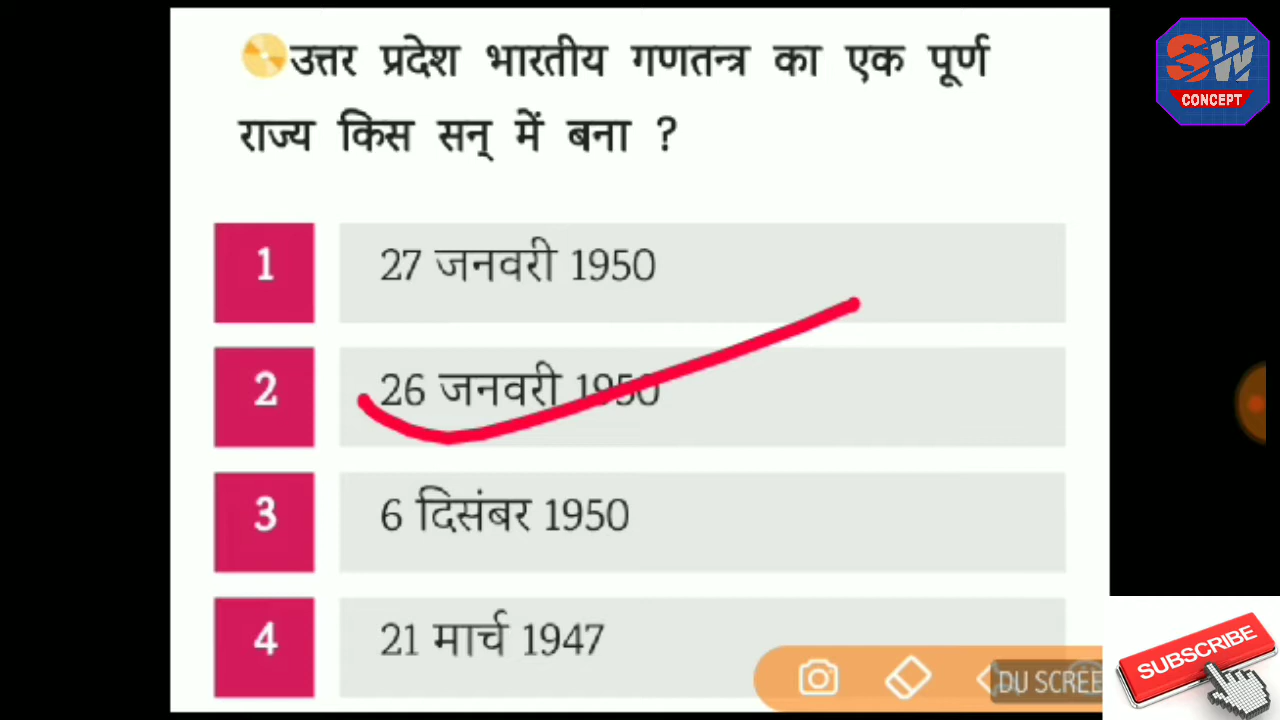 उत्तर प्रदेश भारतीय गणतन्त्र का एक पूर्ण
राज्य किस सन् में बना ?
SW
CONCEPT
1 27 जनवरी 1950
2 26 जनवरी 1950
3 6 दिसंबर 1950
4 21 मार्च 1947
DU SCREE
SUBSCRIBE